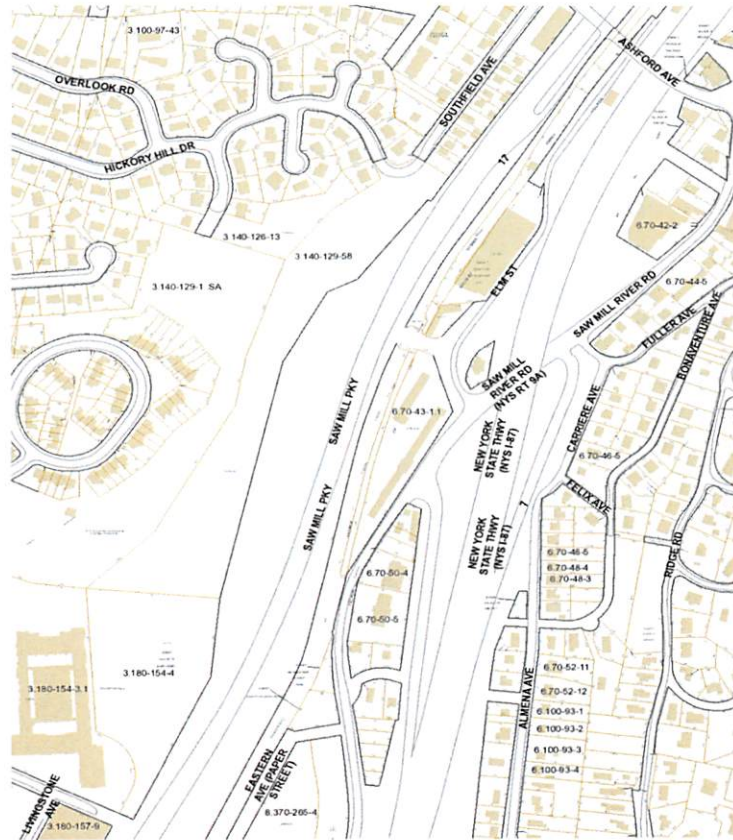 3.100-97-43
OVERLOOK RD
HICKORY HILL DR
SOUTHFIELD AVE
ASHFORD AVE
17
3.140-126-13
3.140-129-58
3.140-129-1 .SA
ELM ST
6.70-42-2
SAW MILL RIVER RD
6.70-44-5
FULLER AVE
BONAVENTURE AVE
SAW MILL
RIVER RD
(NYS RT 9A)
SAW MILL PKY
6.70-43-1.1
NEW YORK
STATE THWY
(NYS I-87)
CARRIERE AVE
6.70-46-5
FELIX AVE
SAW MILL PKY
NEW YORK
STATE THWY
(NYS I-87)
7
RIDGE RD
6.70-50-4
6.70-48-4
6.70-48-3
6.70-50-5
3.180-154-4
3.180-154-3.1
6.70-52-11
6.70-52-12
ALMENA AVE
6.100-93-1
6.100-93-2
6.100-93-3
6.100-93-4
EASTERN
AVE (PAPER
STREET)
LIVINGSTONE
AVE
3.160-157-9
8.370-265-4